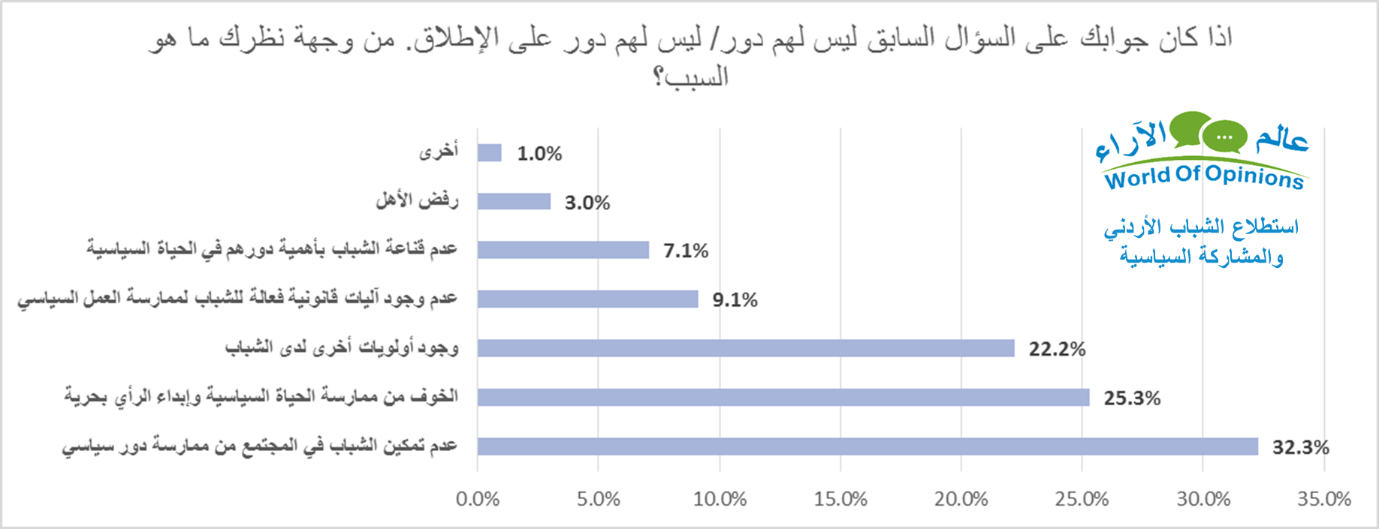 اذا كان جوابك على السؤال السابق ليس لهم دور/ ليس لهم دور على الإطلاق. من وجهة نظرك ما هو
السبب؟
عالم الآراء
World Of Opinions
استطلاع الشباب الأردني
والمشاركة السياسية
أخرى
1.0%
رفض الأهل
3.0%
عدم قناعة الشباب بأهمية دورهم في الحياة السياسية
7.1%
عدم وجود آليات قانونية فعالة للشباب لممارسة العمل السياسي
9.1%
وجود أولويات أخرى لدى الشباب
22.2%
الخوف من ممارسة الحياة السياسية وإبداء الرأي بحرية
25.3%
عدم تمكين الشباب في المجتمع من ممارسة دور سياسي
32.3%
0.0% 5.0% 10.0% 15.0% 20.0% 25.0% 30.0% 35.0%